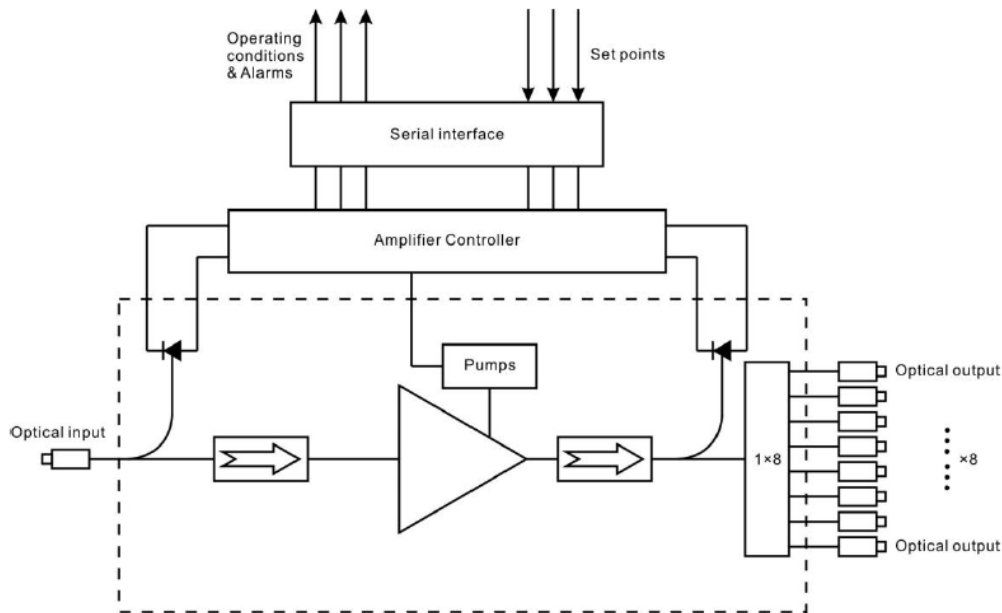 Operating
conditions
& Alarms
Set points
Serial interface
Amplifier Controller
Pumps
Optical input
1×8
Optical output
×8
Optical output